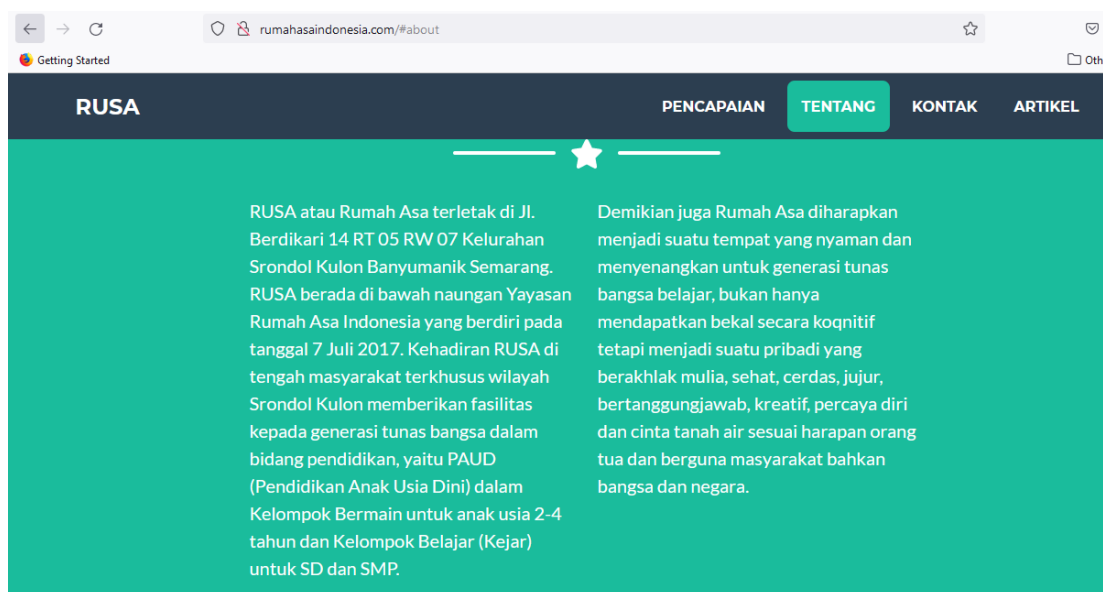 rumahasaindonesia.com/#about
Getting Started
Oth
RUSA
PENCAPAIAN
TENTANG
KONTAK
ARTIKEL
RUSA atau Rumah Asa terletak di Jl.
Berdikari 14 RT 05 RW 07 Kelurahan
Srondol Kulon Banyumanik Semarang.
RUSA berada di bawah naungan Yayasan
Rumah Asa Indonesia yang berdiri pada
tanggal 7 Juli 2017. Kehadiran RUSA di
tengah masyarakat terkhusus wilayah
Srondol Kulon memberikan fasilitas
kepada generasi tunas bangsa dalam
bidang pendidikan, yaitu PAUD
(Pendidikan Anak Usia Dini) dalam
Kelompok Bermain untuk anak usia 2-4
tahun dan Kelompok Belajar (Kejar)
untuk SD dan SMP.
Demikian juga Rumah Asa diharapkan
menjadi suatu tempat yang nyaman dan
menyenangkan untuk generasi tunas
bangsa belajar, bukan hanya
mendapatkan bekal secara koqnitif
tetapi menjadi suatu pribadi yang
berakhlak mulia, sehat, cerdas, jujur,
bertanggungjawab, kreatif, percaya diri
dan cinta tanah air sesuai harapan orang
tua dan berguna masyarakat bahkan
bangsa dan negara.